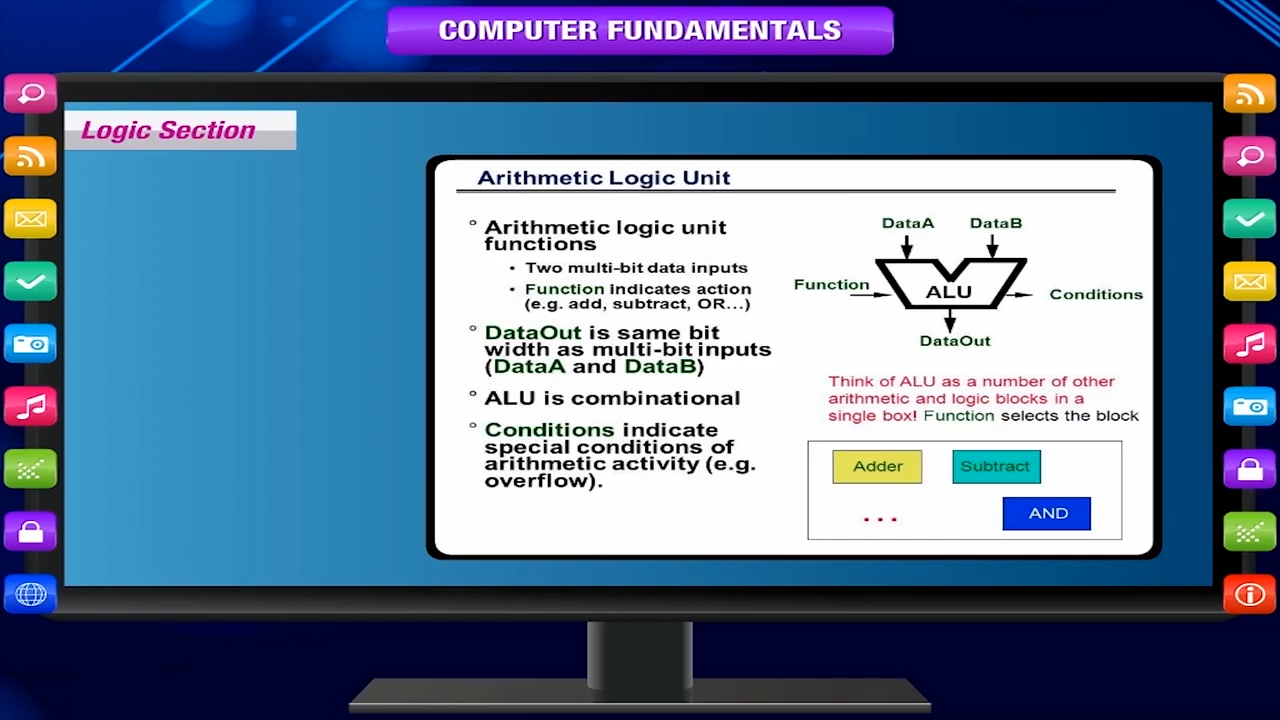 COMPUTER FUNDAMENTALS
Logic Section
Arithmetic Logic Unit
° Arithmetic logic unit
functions
• Two multi-bit data inputs
• Function indicates action
(e.g. add, subtract, OR...)
° DataOut is same bit
width as multi-bit inputs
(DataA and DataB)
° ALU is combinational
° Conditions indicate
special conditions of
arithmetic activity (e.g.
overflow).
DataA DataB
Function
ALU
Conditions
DataOut
Think of ALU as a number of other
arithmetic and logic blocks in a
single box! Function selects the block
Adder Subtract
... AND